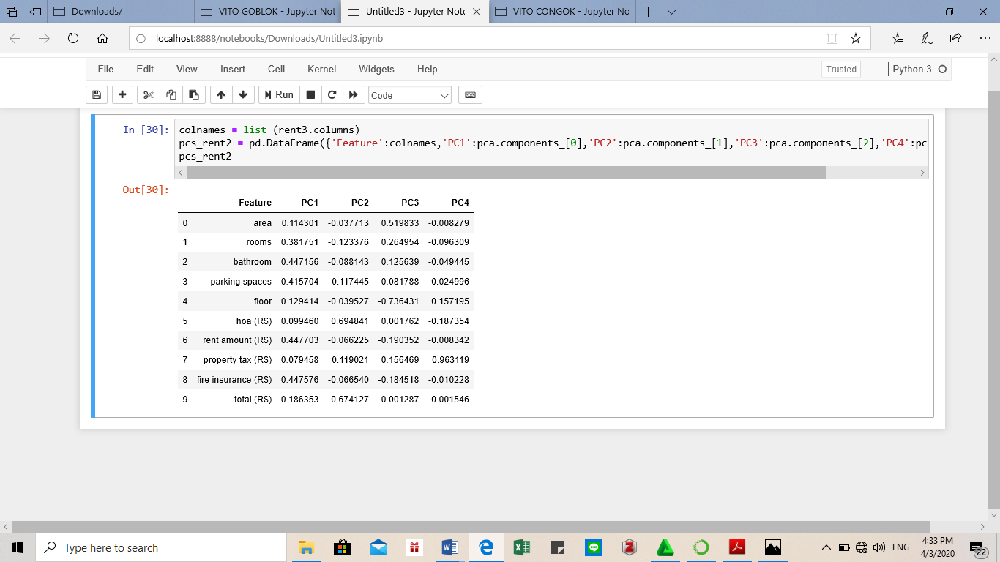 Downloads/
VITO GOBLOK - Jupyter Not
Untitled3 - Jupyter Note
VITO CONGOK - Jupyter No
localhost:8888/notebooks/Downloads/Untitled3.ipynb
File Edit View Insert Cell Kernel Widgets Help
Trusted
Python 3
Run
Code
In [30]: colnames = list (rent3.columns)
pcs_rent2 = pd.DataFrame({'Feature':colnames,'PC1':pca.components_[0],'PC2':pca.components_[1],'PC3':pca.components_[2],'PC4':pc
pcs_rent2
Out[30]:
Feature PC1 PC2 PC3 PC4
0 area 0.114301 -0.037713 0.519833 -0.008279
1 rooms 0.381751 -0.123376 0.264954 -0.096309
2 bathroom 0.447156 -0.088143 0.125639 -0.049445
3 parking spaces 0.415704 -0.117445 0.081788 -0.024996
4 floor 0.129414 -0.039527 -0.736431 0.157195
5 hoa (R$) 0.099460 0.694841 0.001762 -0.187354
6 rent amount (R$) 0.447703 -0.066225 -0.190352 -0.008342
7 property tax (R$) 0.079458 0.119021 0.156469 0.963119
8 fire insurance (R$) 0.447576 -0.066540 -0.184518 -0.010228
9 total (R$) 0.186353 0.674127 -0.001287 0.001546
Type here to search
ENG
4:33 PM
4/3/2020
22